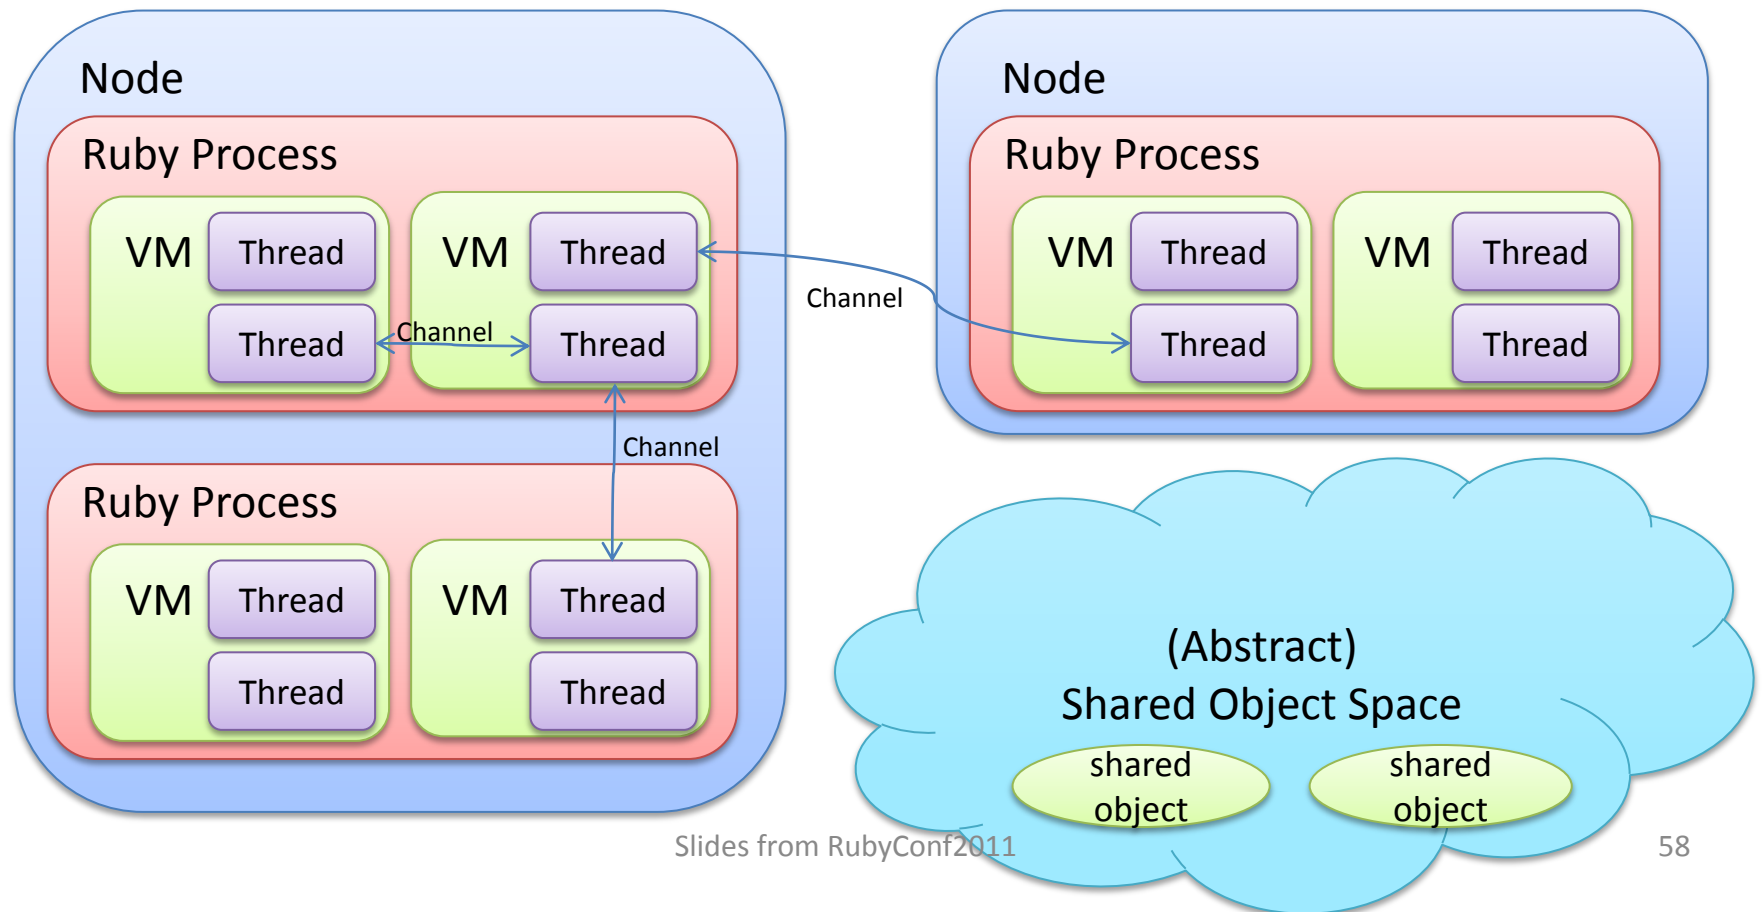 Node
Ruby Process
VM
Thread
Thread
VM
Thread
Thread
Channel
Channel
Ruby Process
VM
Thread
Thread
VM
Thread
Thread
Channel
Node
Ruby Process
VM
Thread
Thread
VM
Thread
Thread
(Abstract)
Shared Object Space
shared
object
shared
object
Slides from RubyConf2011
58